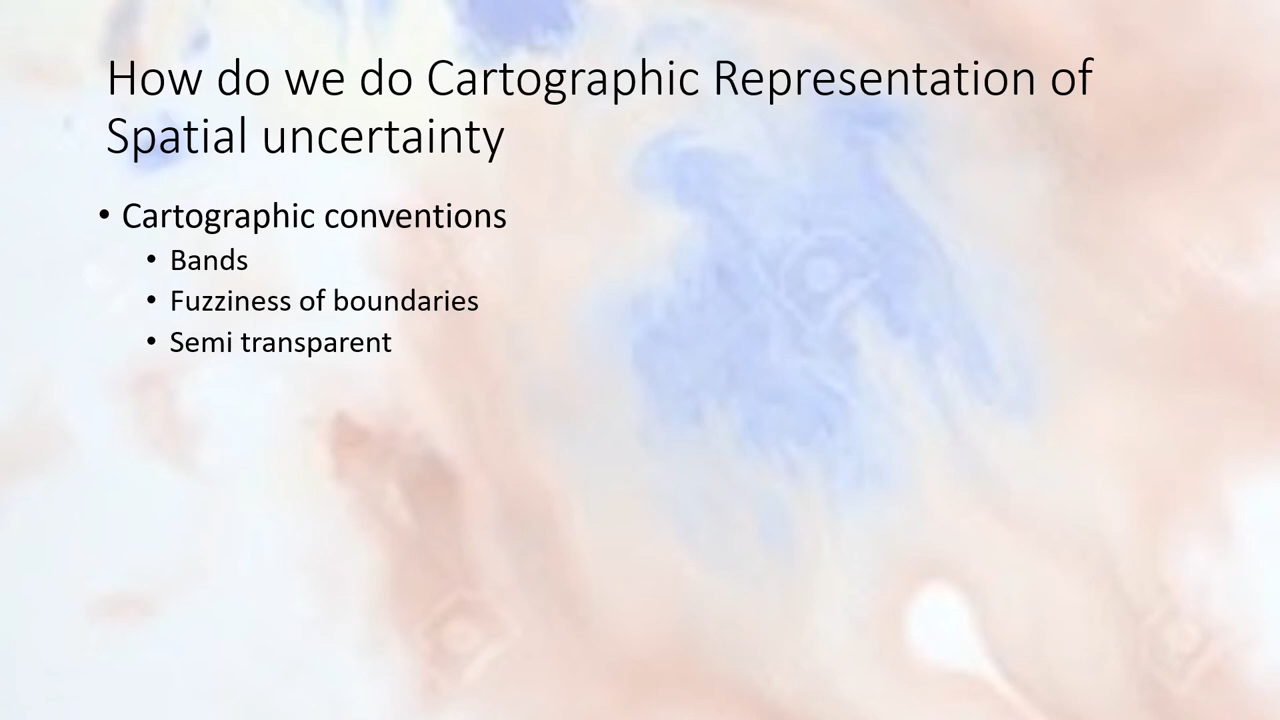 How do we do Cartographic Representation of
Spatial uncertainty
• Cartographic conventions
• Bands
• Fuzziness of boundaries
• Semi transparent